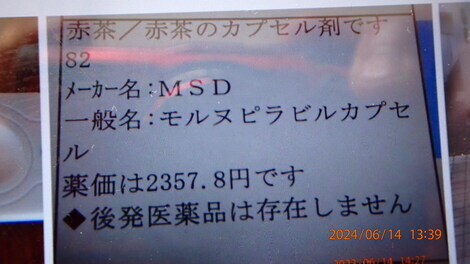 赤茶／赤茶のカプセル剤です
82
ﾒｰｶｰ名：ＭＳＤ
一般名：モルヌピラビルカプセ
ル
薬価は2357.8円です
◆後発医薬品は存在しません
2024/06/14 13:39